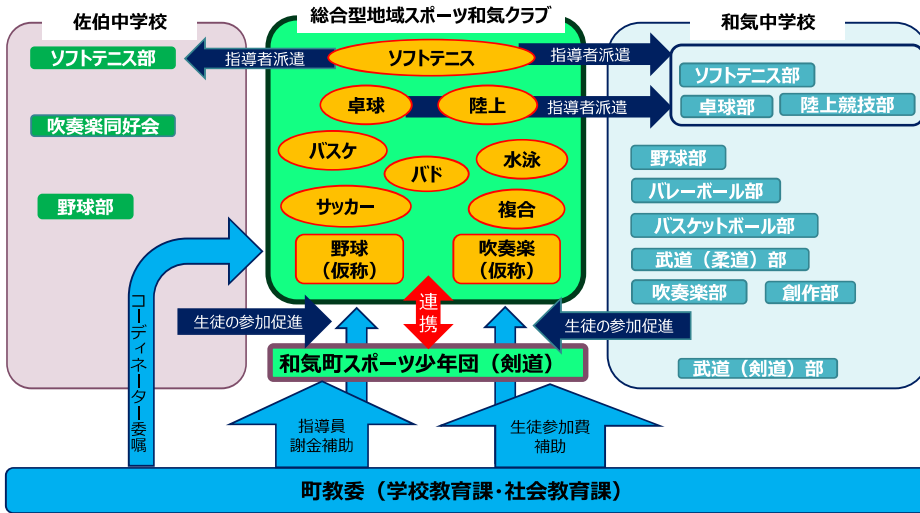 佐伯中学校
ソフトテニス部
吹奏楽同好会
野球部
総合型地域スポーツ和気クラブ
指導者派遣
ソフトテニス
指導者派遣
卓球
陸上
指導者派遣
バスケ
バド
水泳
サッカー
複合
野球
（仮称）
吹奏楽
（仮称）
連携
和気中学校
ソフトテニス部
卓球部
陸上競技部
野球部
バレーボール部
バスケットボール部
武道（柔道）部
吹奏楽部
創作部
武道（剣道）部
コーディネーター委嘱
生徒の参加促進
生徒の参加促進
和気町スポーツ少年団（剣道）
指導員
謝金補助
生徒参加費
補助
町教委（学校教育課・社会教育課）